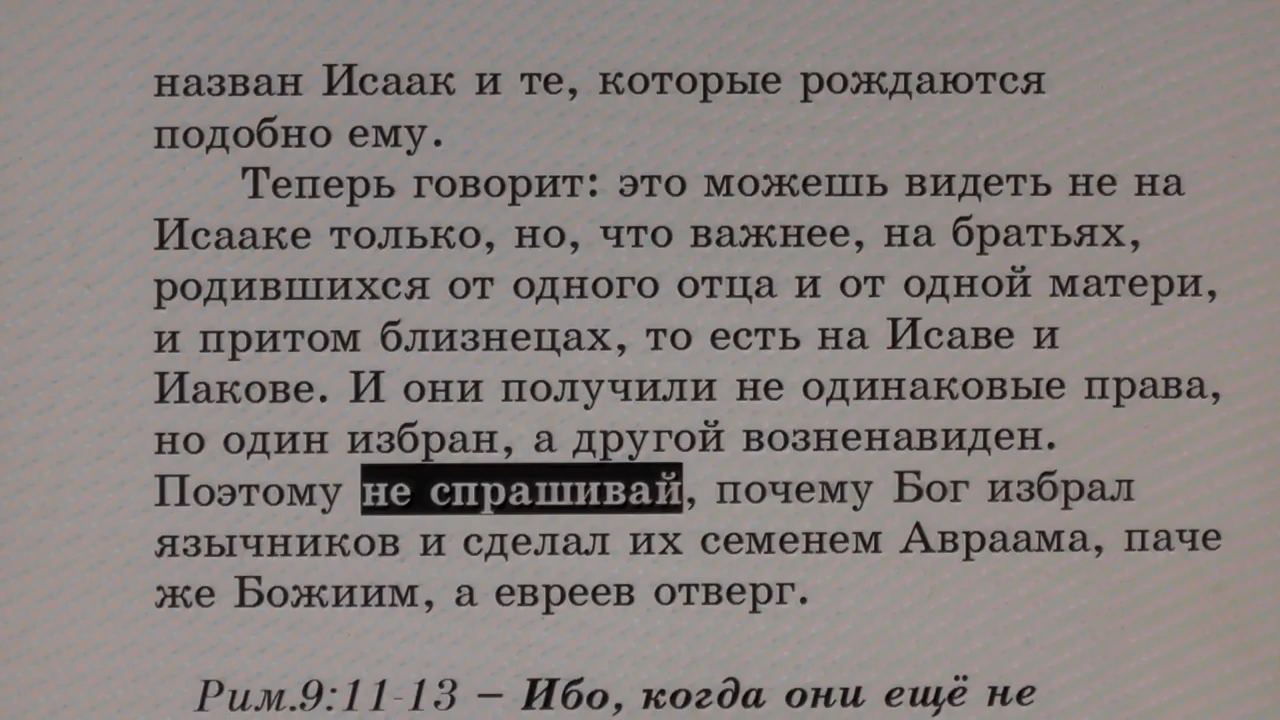 назван Исаак и те, которые рождаются
подобно ему.
Теперь говорит: это можешь видеть не на
Исааке только, но, что важнее, на братьях,
родившихся от одного отца и от одной матери,
и притом близнецах, то есть на Исаве и
Иакове. И они получили не одинаковые права,
но один избран, а другой возненавиден.
Поэтому не спрашивай, почему Бог избрал
язычников и сделал их семенем Авраама, паче
же Божиим, а евреев отверг.
Рим.9:11-13 – Ибо, когда они ещё не